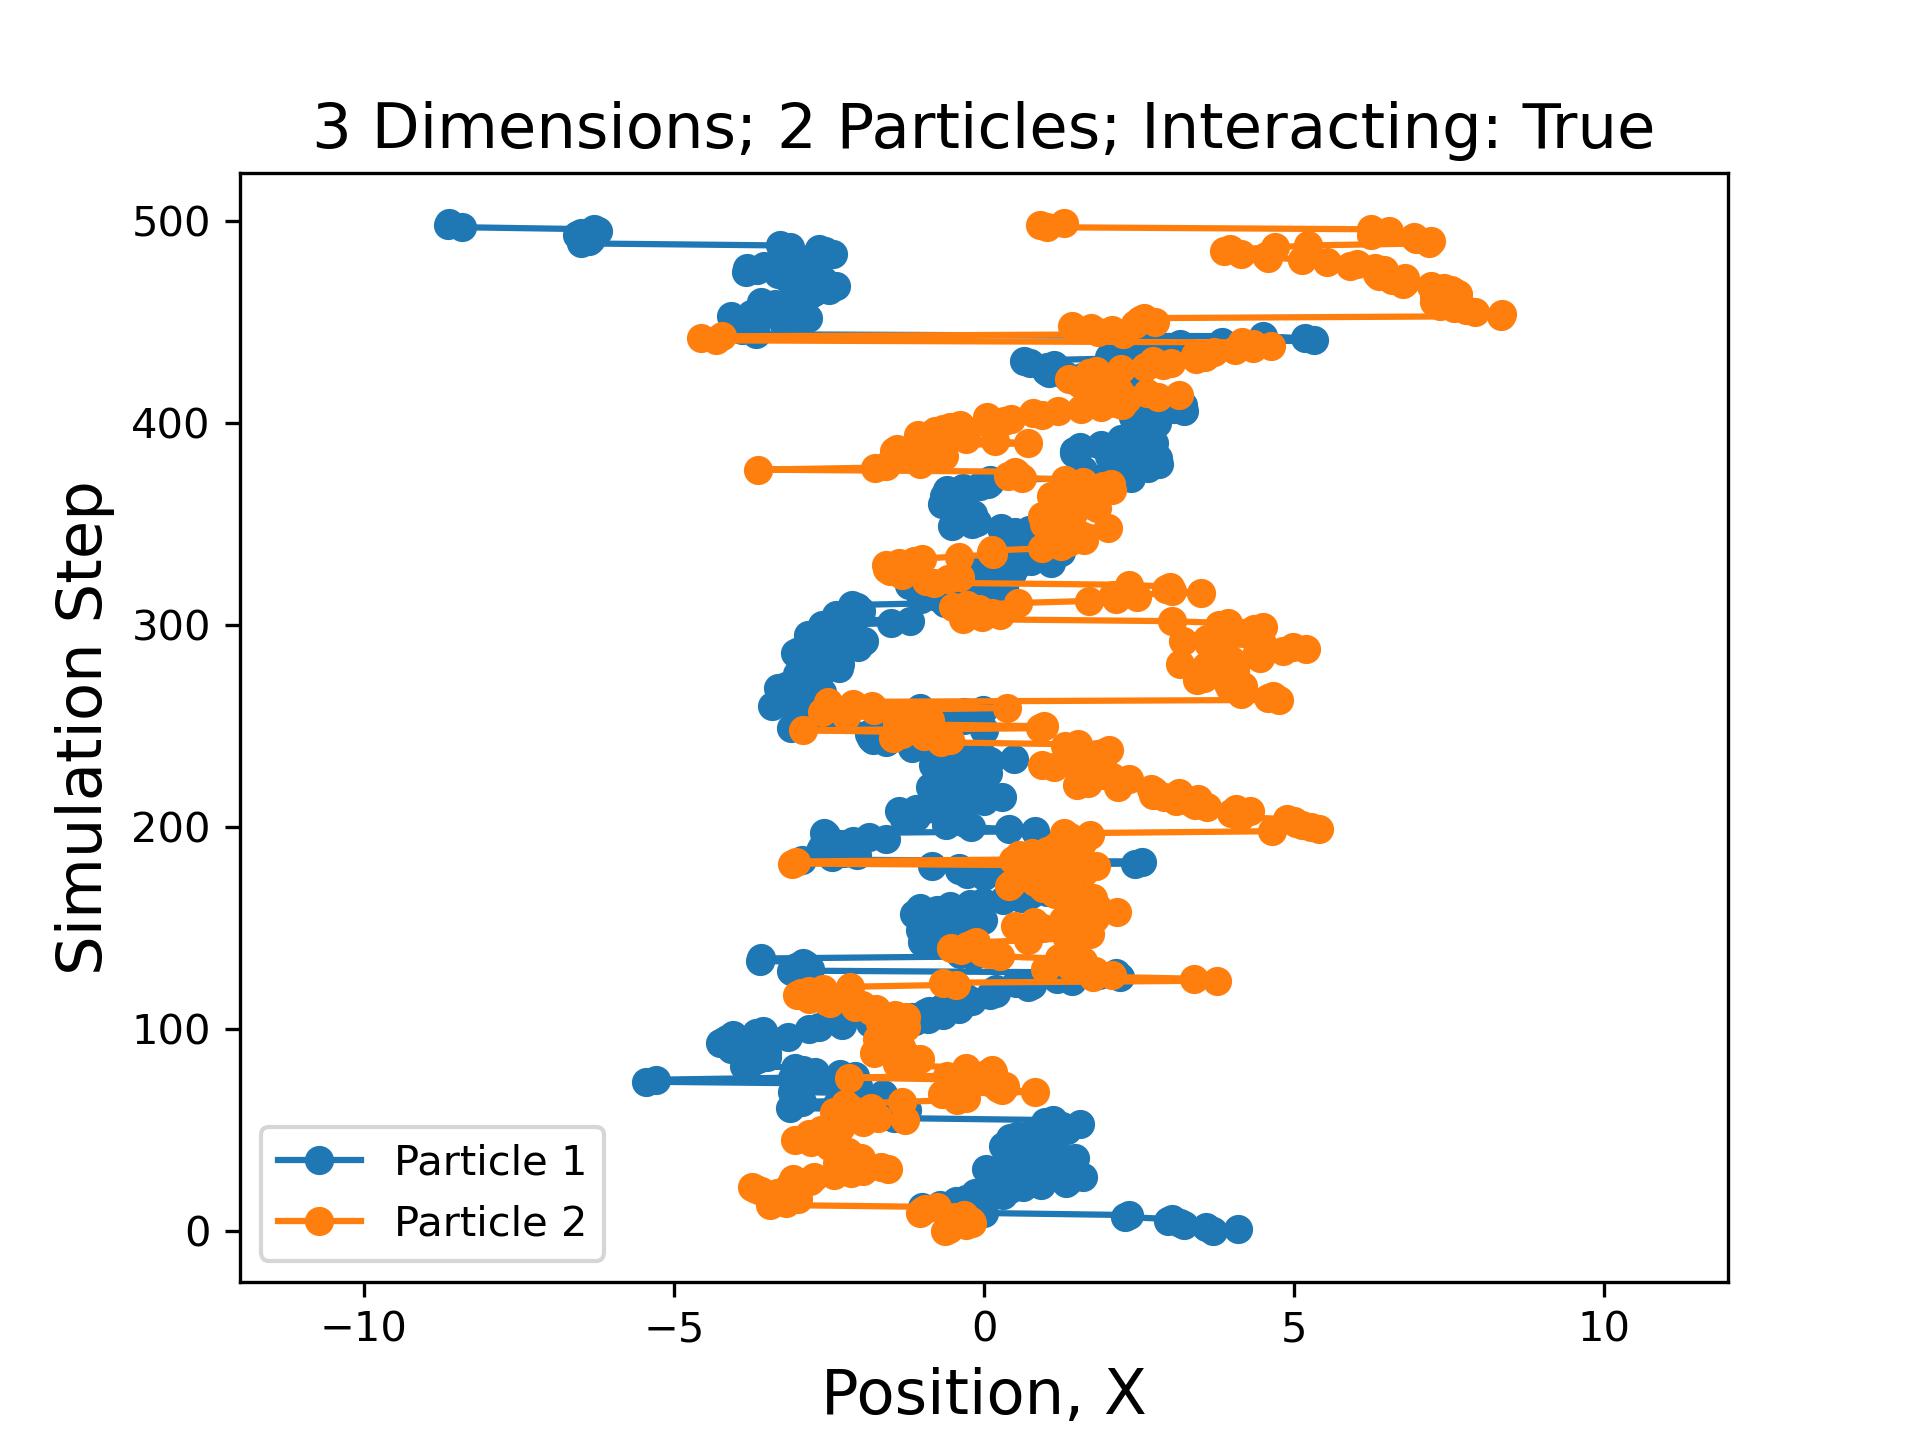 3 Dimensions; 2 Particles; Interacting: True
Simulation Step
500
400
300
200
100
0
Particle 1
Particle 2
−10
−5
0
5
10
Position, X